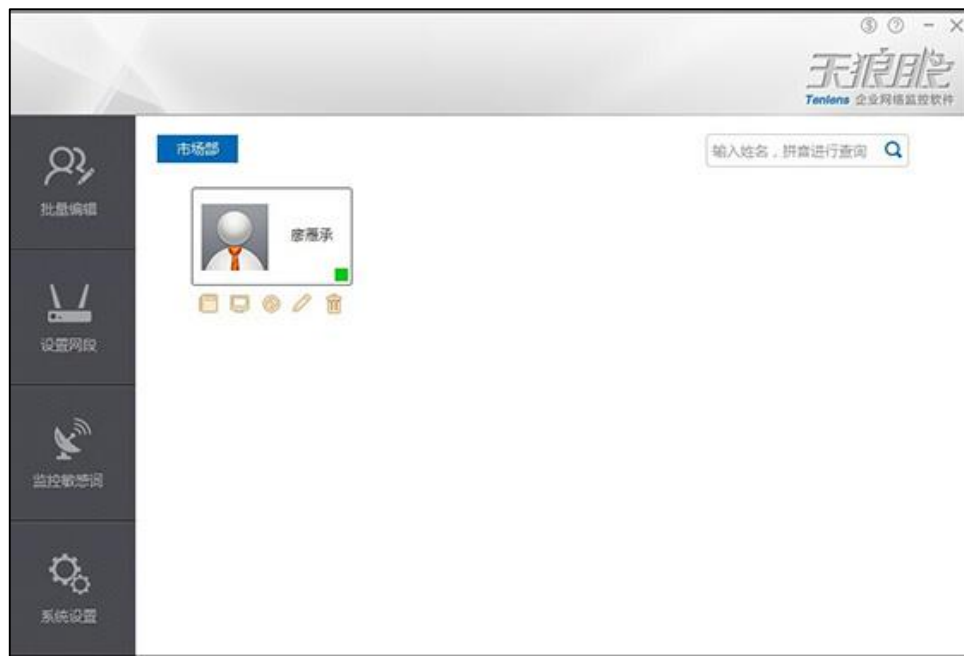 天狼眼
Tenlens 企业网络监控软件
市场部
输入姓名，拼音进行查询
批量编辑
廖雁承
设置网段
监控敏感词
系统设置